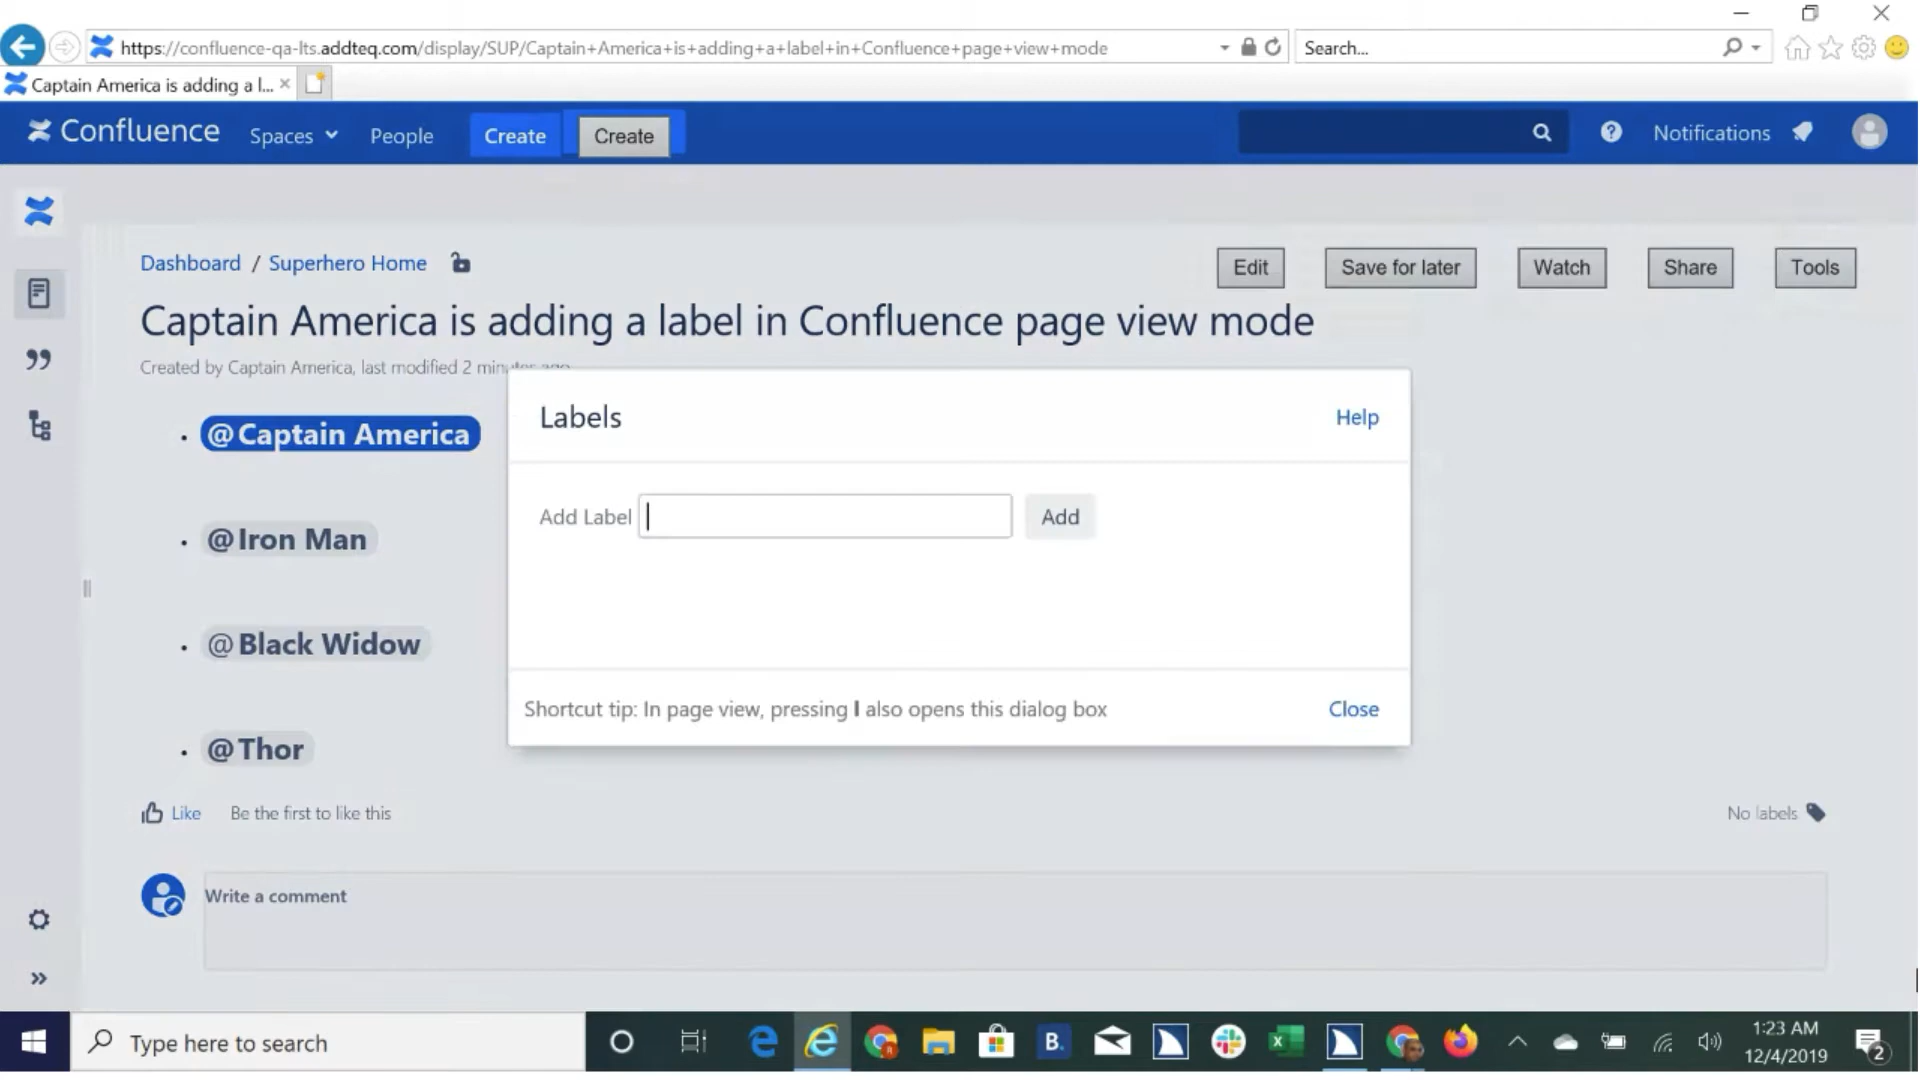 https://confluence-qa-lts.addteq.com/display/SUP/Captain+America+is+adding+a+label+in+Confluence+page+view+mode
Search...
Captain America is adding a l...
Confluence
Spaces
People
Create
Create
Notifications
Dashboard / Superhero Home
Edit
Save for later
Watch
Share
Tools
Captain America is adding a label in Confluence page view mode
Created by Captain America, last modified 2 minutes ago
Labels
Help
@Captain America
Add Label
Add
@Iron Man
@Black Widow
Shortcut tip: In page view, pressing l also opens this dialog box
Close
@Thor
Like
Be the first to like this
No labels
Write a comment
Type here to search
B.
1:23 AM
12/4/2019
2